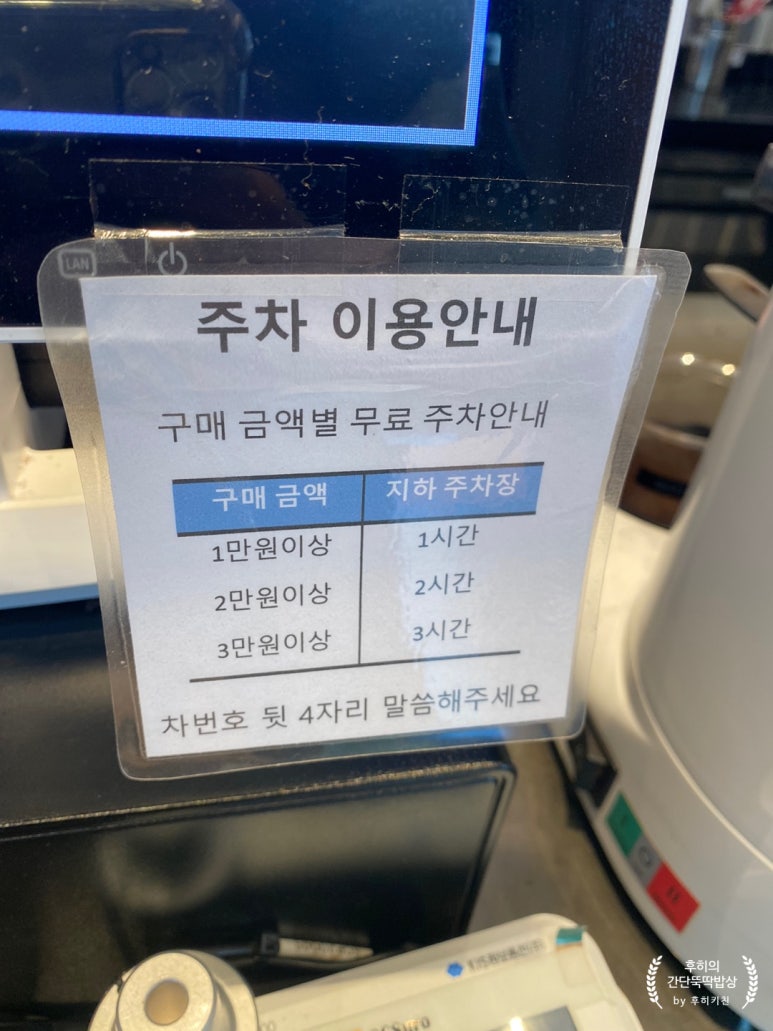 LAN
주차 이용안내
구매 금액별 무료 주차안내
구매 금액 지하 주차장
1만원이상 1시간
2만원이상 2시간
3만원이상 3시간
차번호 뒷 4자리 말씀해주세요
후히의
간단뚝딱밥상
by 후히키친